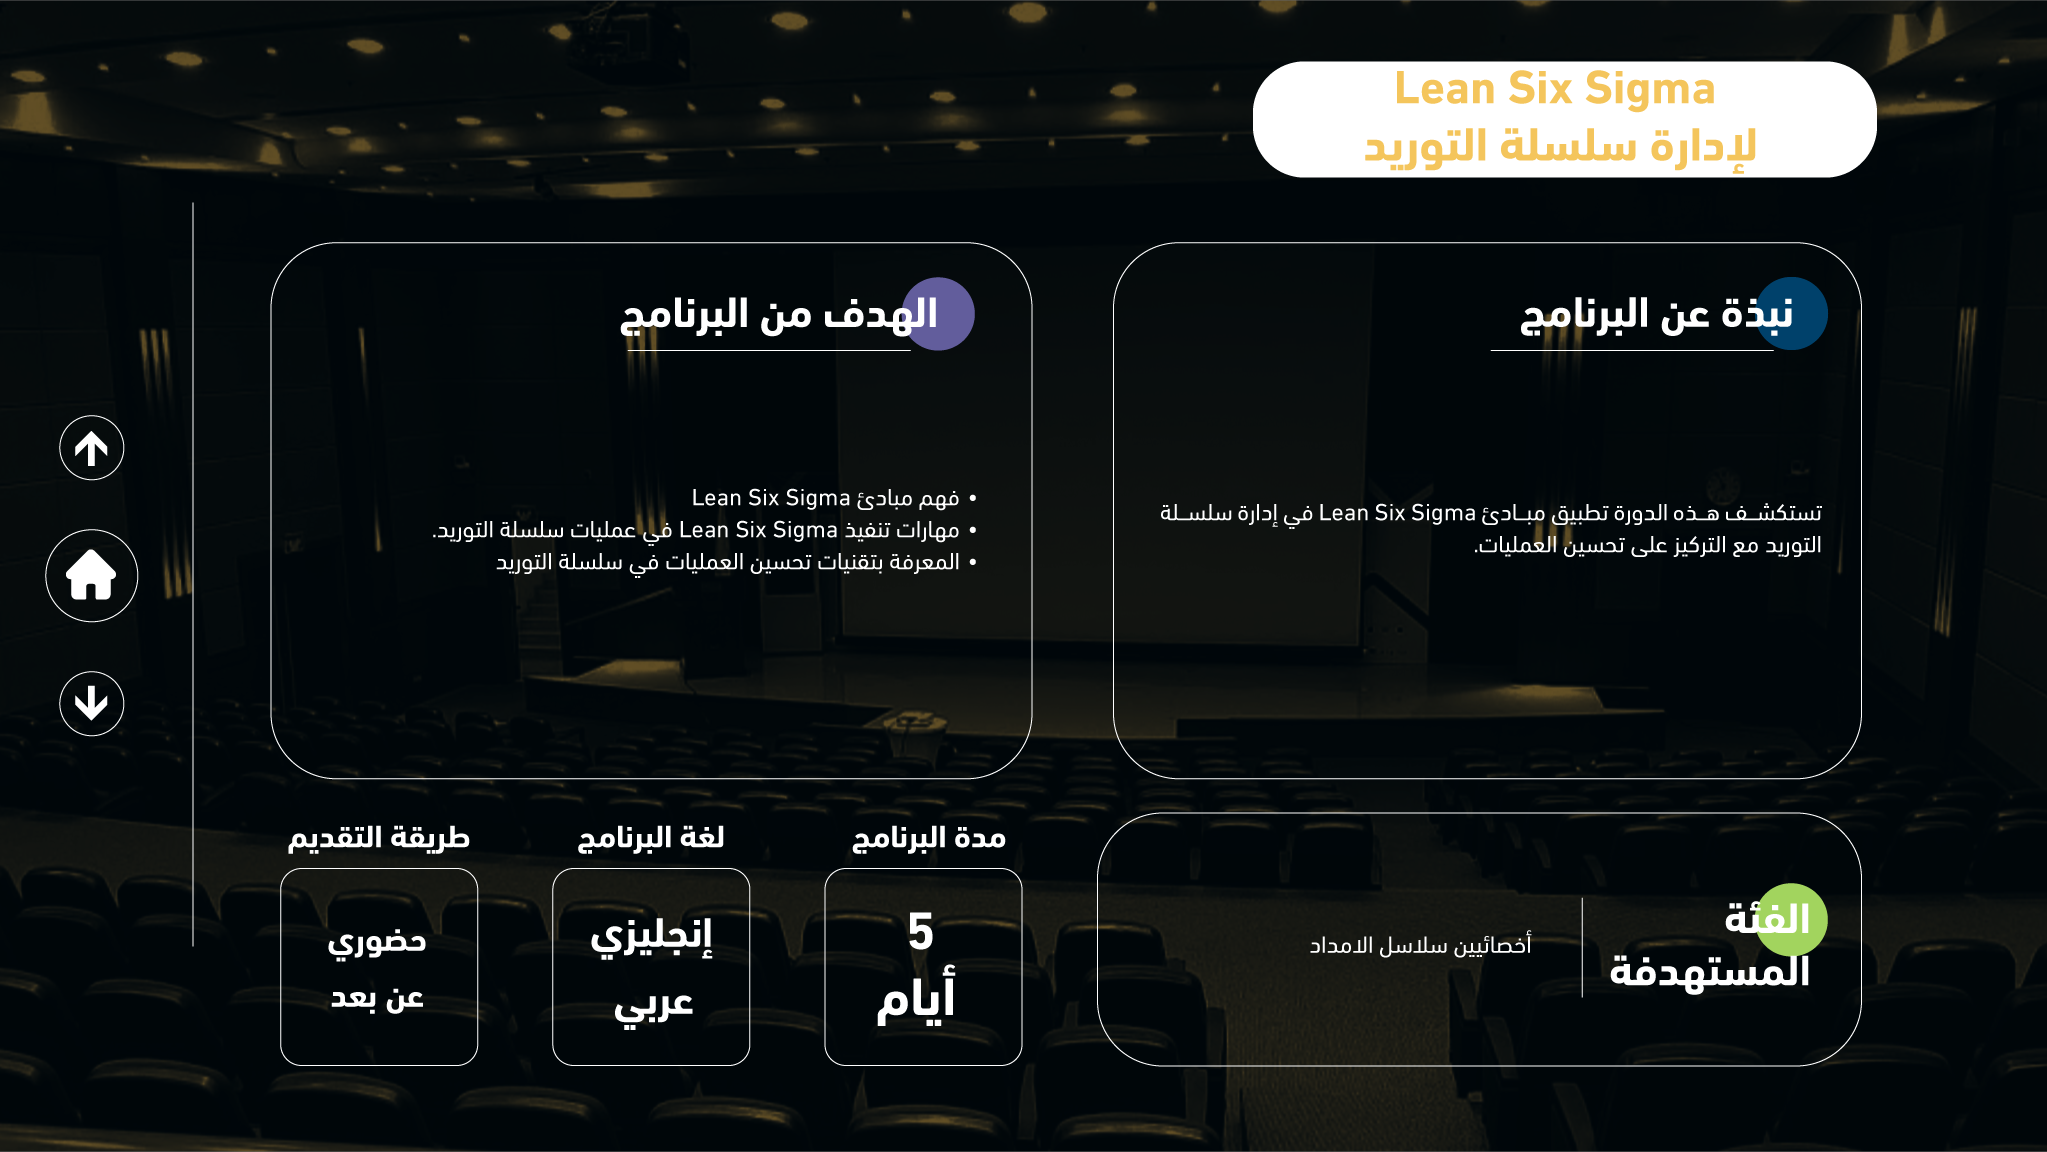 Lean Six Sigma
لإدارة سلسلة التوريد
نبذة عن البرنامج
تستكشف هذه الدورة تطبيق مبادئ Lean Six Sigma في إدارة سلسلة
التوريد مع التركيز على تحسين العمليات.
الهدف من البرنامج
• فهم مبادئ Lean Six Sigma
• مهارات تنفيذ Lean Six Sigma في عمليات سلسلة التوريد.
• المعرفة بتقنيات تحسين العمليات في سلسلة التوريد
الفئة
المستهدفة
أخصائيين سلاسل الامداد
مدة البرنامج
5
أيام
لغة البرنامج
إنجليزي
عربي
طريقة التقديم
حضوري
عن بعد